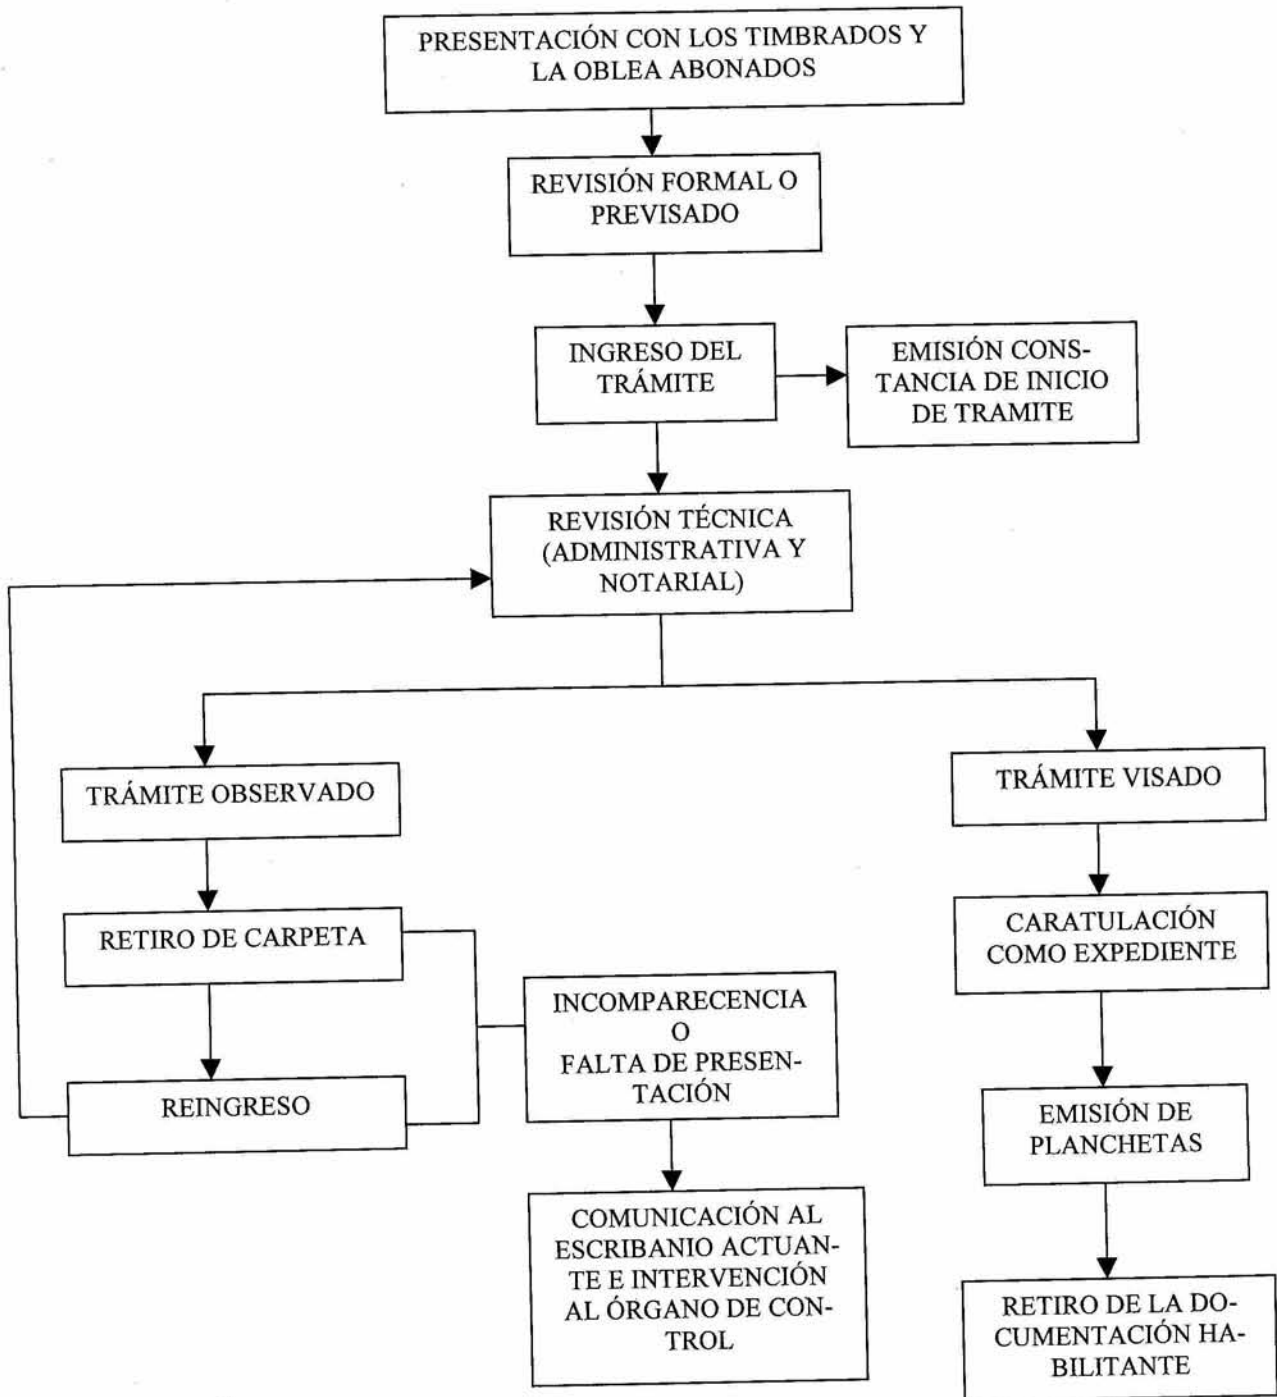 PRESENTACIÓN CON LOS TIMBRADOS Y
LA OBLEA ABONADOS
REVISIÓN FORMAL O
PREVISADO
INGRESO DEL
TRÁMITE
EMISIÓN CONS-
TANCIA DE INICIO
DE TRAMITE
REVISIÓN TÉCNICA
(ADMINISTRATIVA Y
NOTARIAL)
TRÁMITE OBSERVADO
RETIRO DE CARPETA
REINGRESO
INCOMPARECENCIA
O
FALTA DE PRESEN-
TACIÓN
COMUNICACIÓN AL
ESCRIBANIO ACTUAN-
TE E INTERVENCIÓN
AL ÓRGANO DE CON-
TROL
TRÁMITE VISADO
CARATULACIÓN
COMO EXPEDIENTE
EMISIÓN DE
PLANCHETAS
RETIRO DE LA DO-
CUMENTACIÓN HA-
BILITANTE